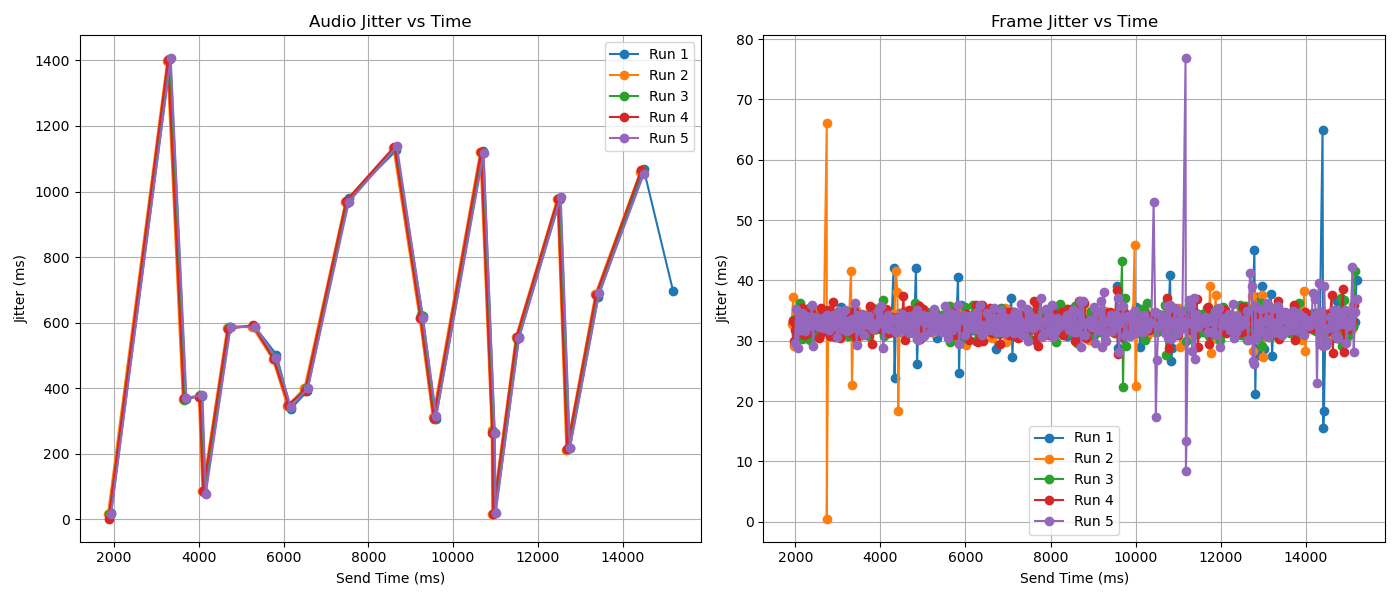 Audio Jitter vs Time
Jitter (ms)
1400
1200
1000
800
600
400
200
0
2000 4000 6000 8000 10000 12000 14000
Send Time (ms)
Run 1
Run 2
Run 3
Run 4
Run 5
Frame Jitter vs Time
Jitter (ms)
80
70
60
50
40
30
20
10
0
2000 4000 6000 8000 10000 12000 14000
Send Time (ms)
Run 1
Run 2
Run 3
Run 4
Run 5